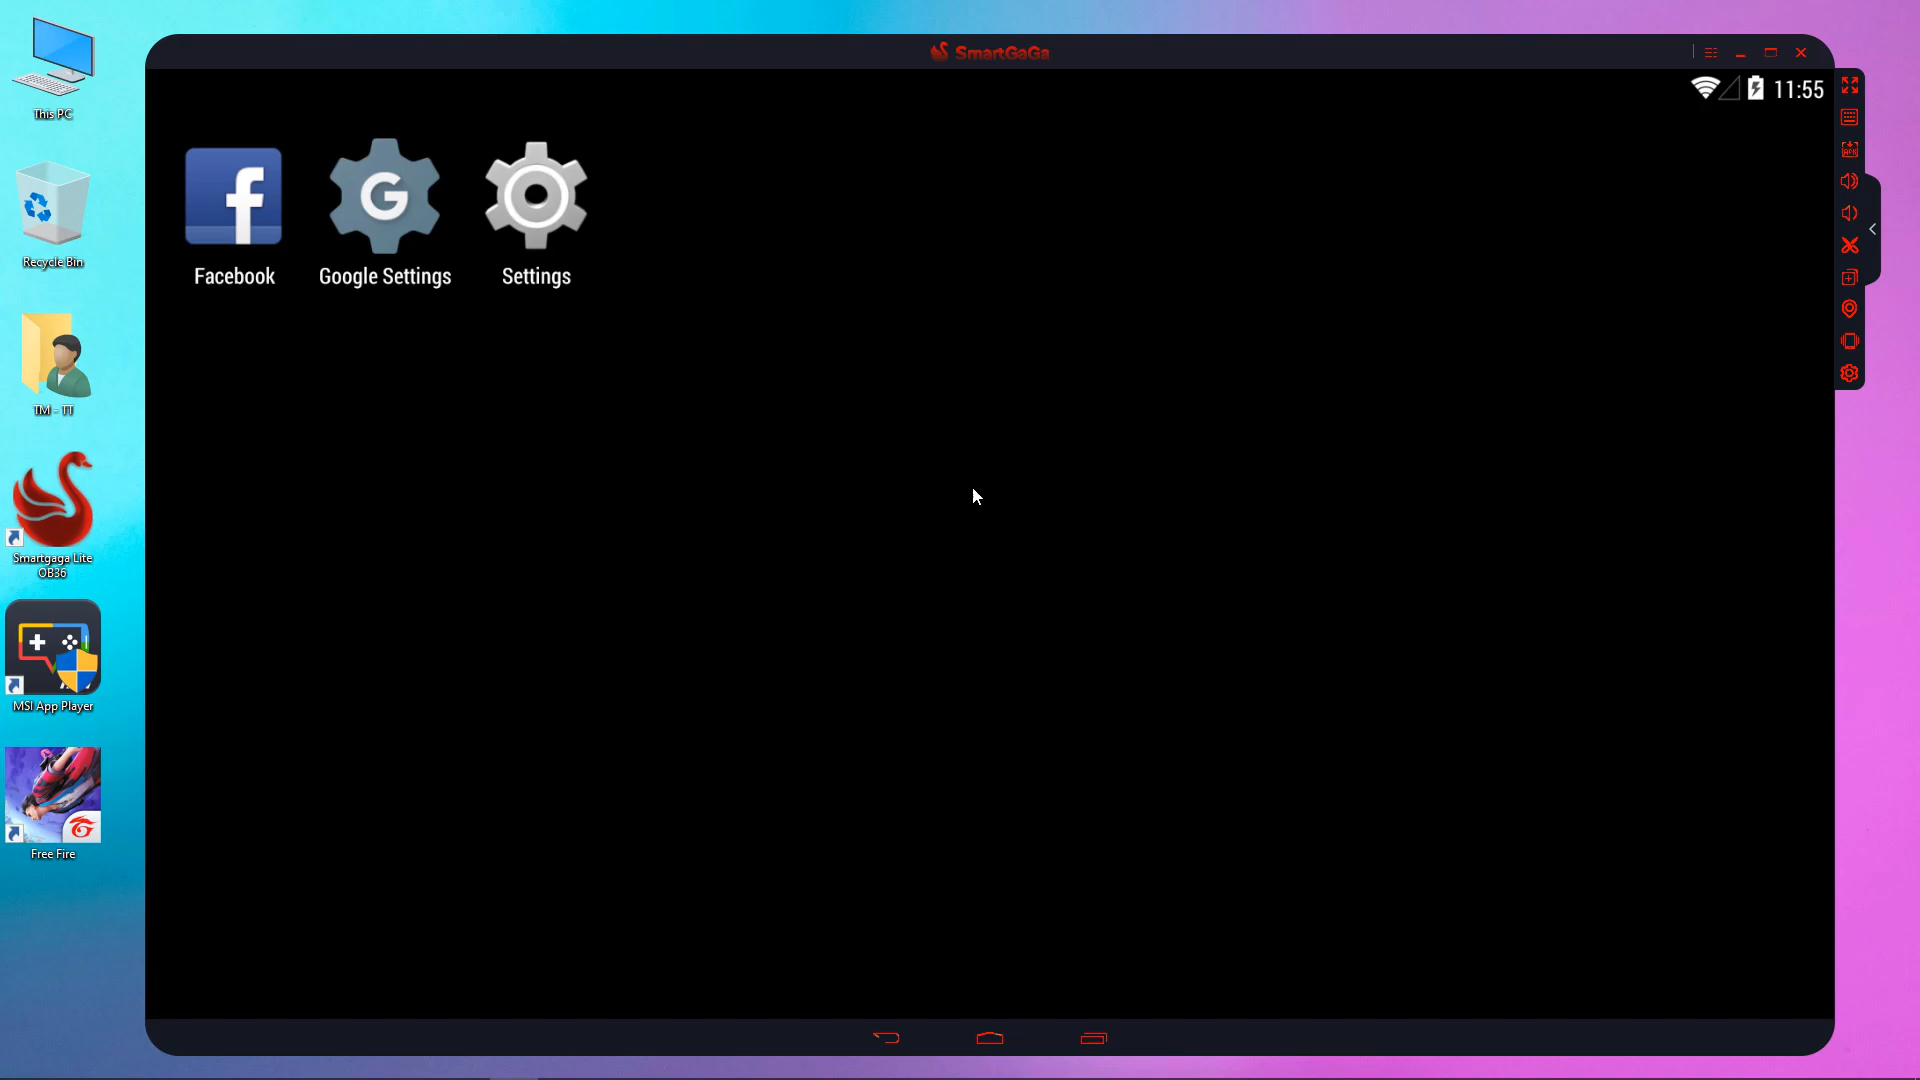 SmartGaGa
11:55
This PC
Recycle Bin
TM - TT
Smartgaga Lite
OB36
MSI App Player
Free Fire
Facebook
Google Settings
Settings